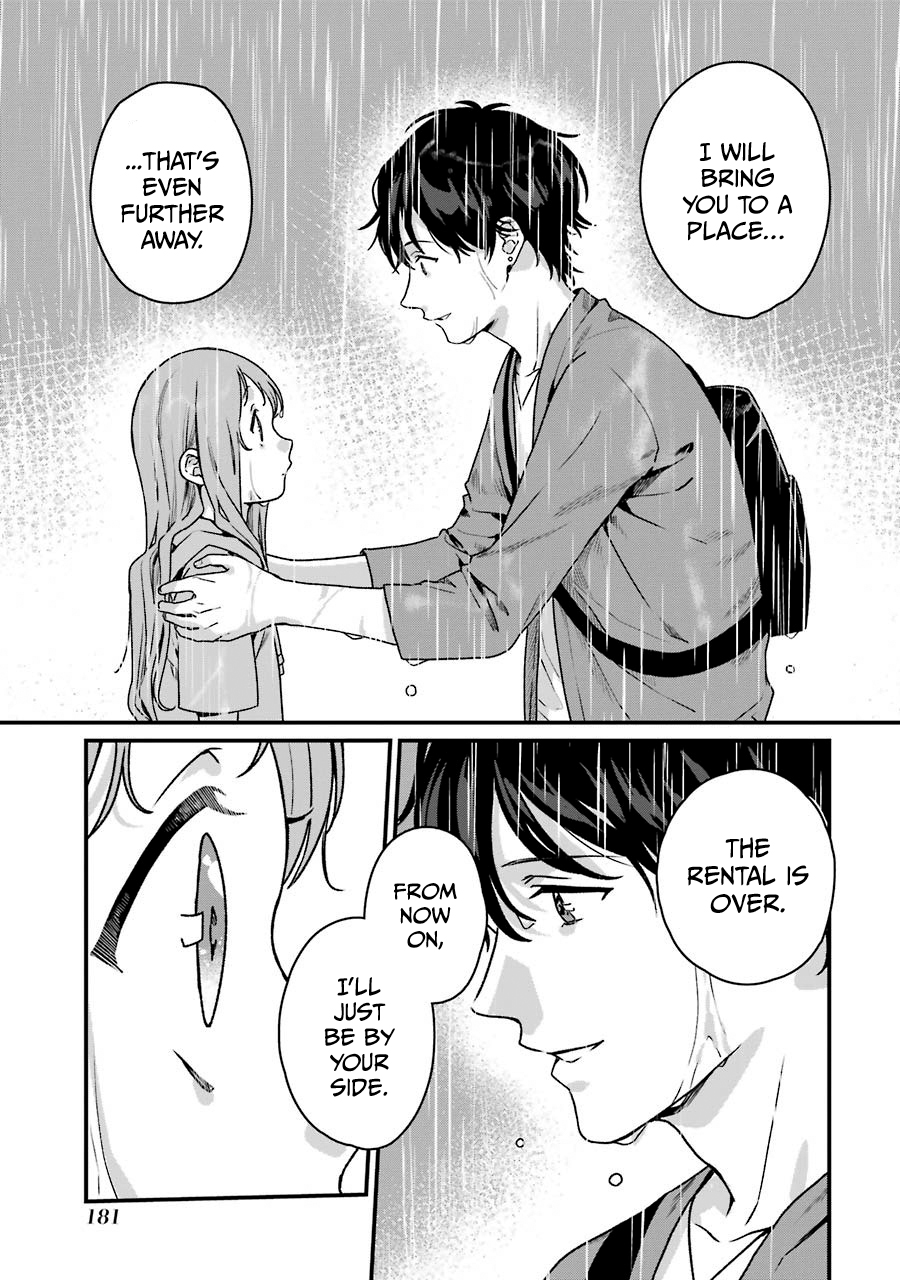 I WILL
BRING
YOU TO A
PLACE...
...THAT'S
EVEN
FURTHER
AWAY.
THE
RENTAL IS
OVER.
FROM
NOW
ON,
I'LL
JUST
BE BY
YOUR
SIDE.
181